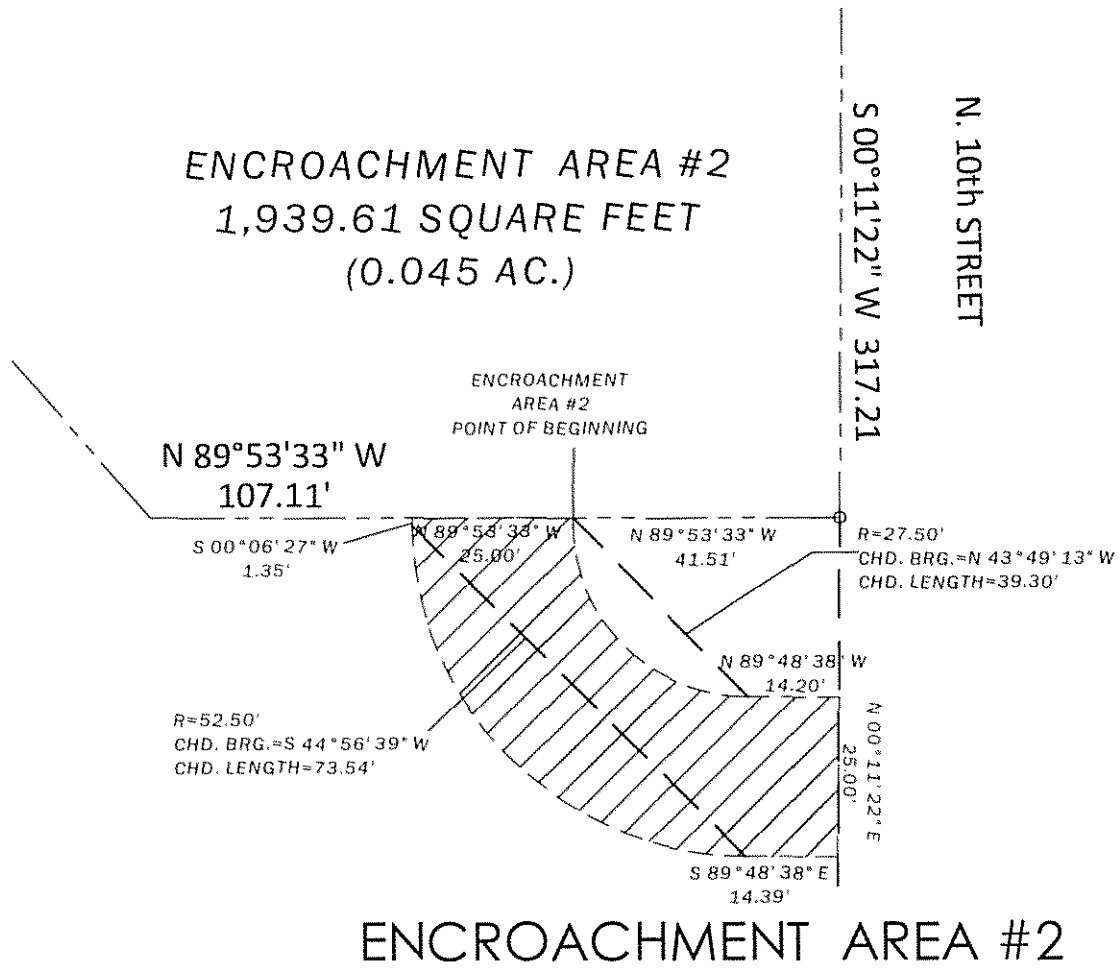 N. 10th STREET
S 00°11'22" W 317.21
ENCROACHMENT AREA #2
1,939.61 SQUARE FEET
(0.045 AC.)
ENCROACHMENT
AREA #2
POINT OF BEGINNING
N 89°53'33" W
107.11'
S 00°06'27" W
1.35'
N 89°53'33" W
25.00'
N 89°53'33" W
41.51'
R=27.50'
CHD. BRG.=N 43°49'13" W
CHD. LENGTH=39.30'
N 89°48'38" W
14.20'
N 00°11'22" E
25.00'
R=52.50'
CHD. BRG.=S 44°56'39" W
CHD. LENGTH=73.54'
S 89°48'38" E
14.39'
ENCROACHMENT AREA #2